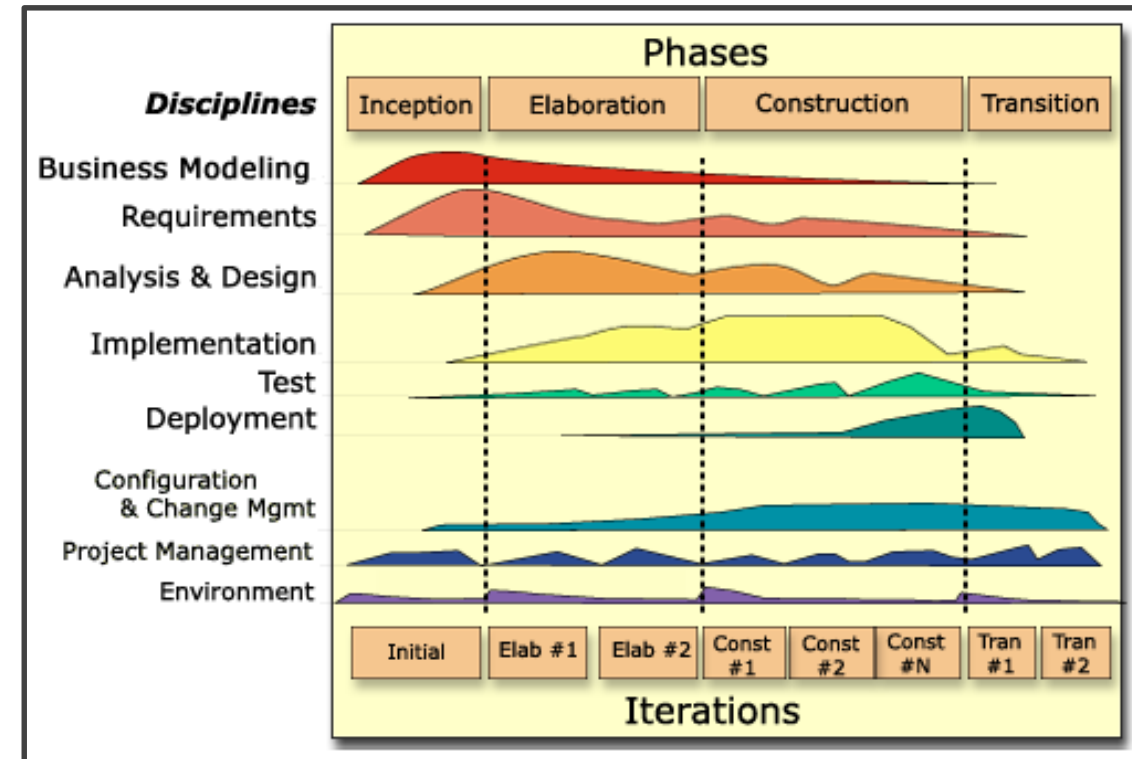 Phases
Disciplines
Inception
Elaboration
Construction
Transition
Business Modeling
Requirements
Analysis & Design
Implementation
Test
Deployment
Configuration
& Change Mgmt
Project Management
Environment
Initial
Elab #1
Elab #2
Const
#1
Const
#2
Const
#N
Tran
#1
Tran
#2
Iterations